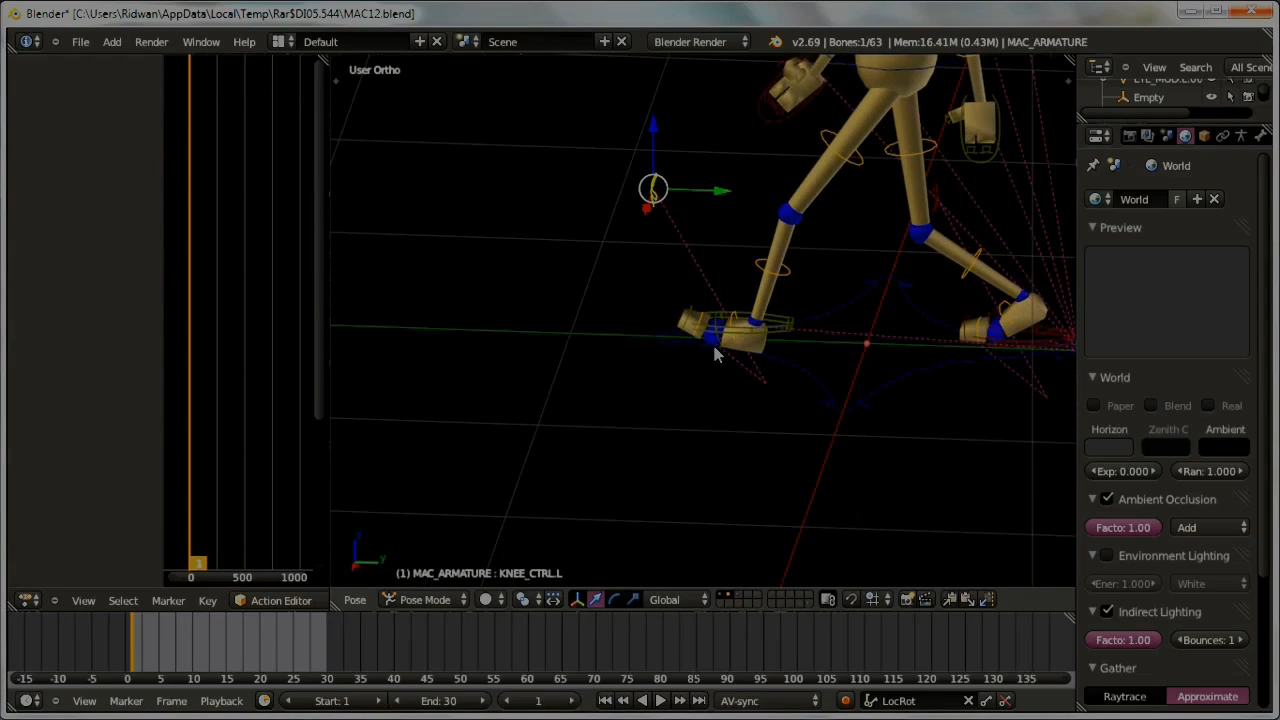 Blender* [C:\Users\Ridwan\AppData\Local\Temp\Rar$DI05.544\MAC12.blend]
File Add Render Window Help Default Scene Blender Render v2.69 | Bones:1/63 | Mem:16.41M (0.43M) | MAC_ARMATURE View Search All Scen
User Ortho
Empty
World
World F
Preview
World
Paper Blend Real
Horizon Zenith C Ambient
Exp: 0.000 Ran: 1.000
Ambient Occlusion
Facto: 1.00 Add
Environment Lighting
Ener: 1.000 White
Indirect Lighting
Facto: 1.00 Bounces: 1
Gather
Raytrace Approximate
z
y
1
0 500 1000
(1) MAC_ARMATURE : KNEE_CTRL.L
View Select Marker Key Action Editor Pose Pose Mode Global
-15 -10 -5 0 5 10 15 20 25 30 35 40 45 50 55 60 65 70 75 80 85 90 95 100 105 110 115 120 125 130 135
View Marker Frame Playback Start: 1 End: 30 1 AV-sync LocRot